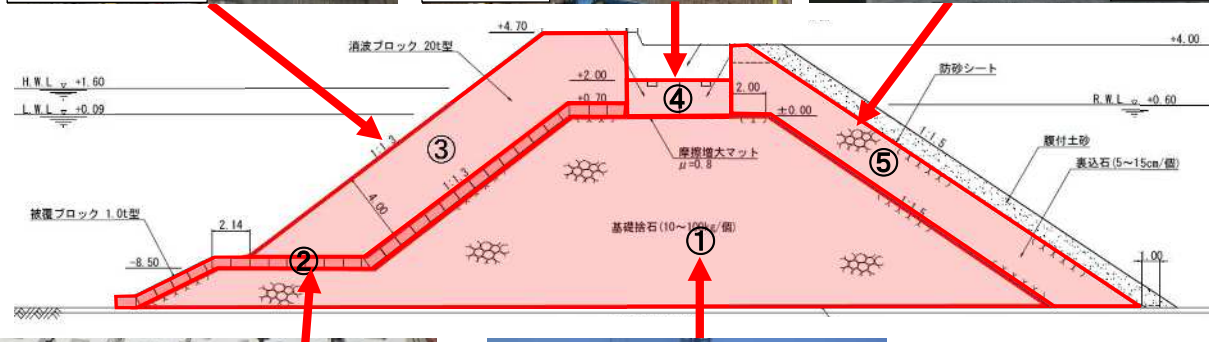 +4.70
消波ブロック 20t型
+4.00
防砂シート
H.W.L +1.60
+2.00
④
2.00
R.W.L +0.60
L.W.L +0.09
+0.70
±0.00
1:1.3
③
1:1.3
摩擦増大マット
μ=0.8
⑤
1:1.5
腹付土砂
裏込石(5~15cm/個)
4.00
1:1.5
被覆ブロック 1.0t型
2.14
基礎捨石(10~100kg/個)
①
②
-8.50
1.00